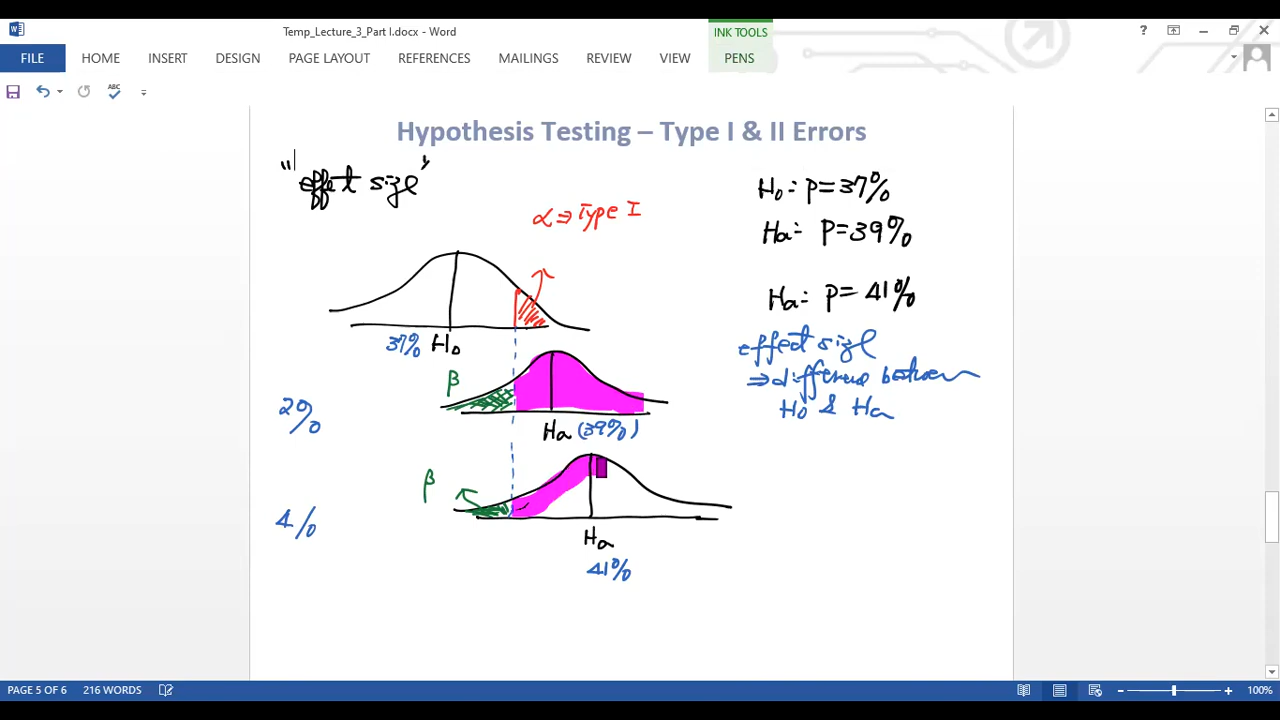 Temp_Lecture_3_Part I.docx - Word
INK TOOLS
FILE HOME INSERT DESIGN PAGE LAYOUT REFERENCES MAILINGS REVIEW VIEW PENS
ABC
Hypothesis Testing – Type I & II Errors
"effect size"
α ⇒ Type I
H₀: P=37%
Ha: P=39%
Ha: P=41%
effect size
⇒ difference between
H₀ & Ha
37% H₀
β
2%
Ha (39%)
β
4%
Ha
41%
PAGE 5 OF 6 216 WORDS
100%